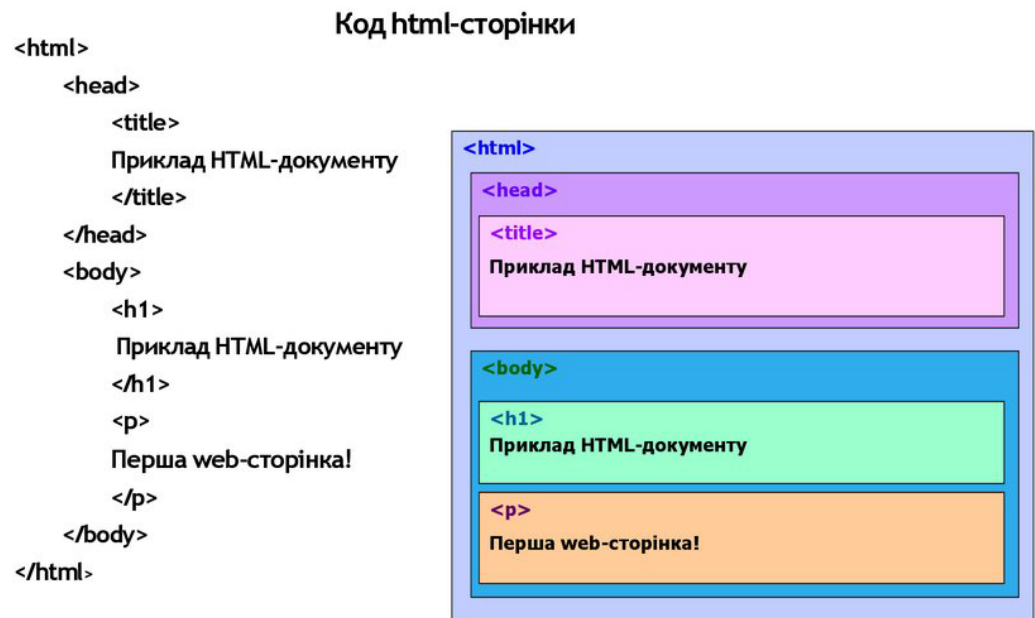 Код html-сторінки
<html>
<head>
<title>
Приклад HTML-документу
</title>
</head>
<body>
<h1>
Приклад HTML-документу
</h1>
<p>
Перша web-сторінка!
</p>
</body>
</html>
<html>
<head>
<title>
Приклад HTML-документу
<body>
<h1>
Приклад HTML-документу
<p>
Перша web-сторінка!